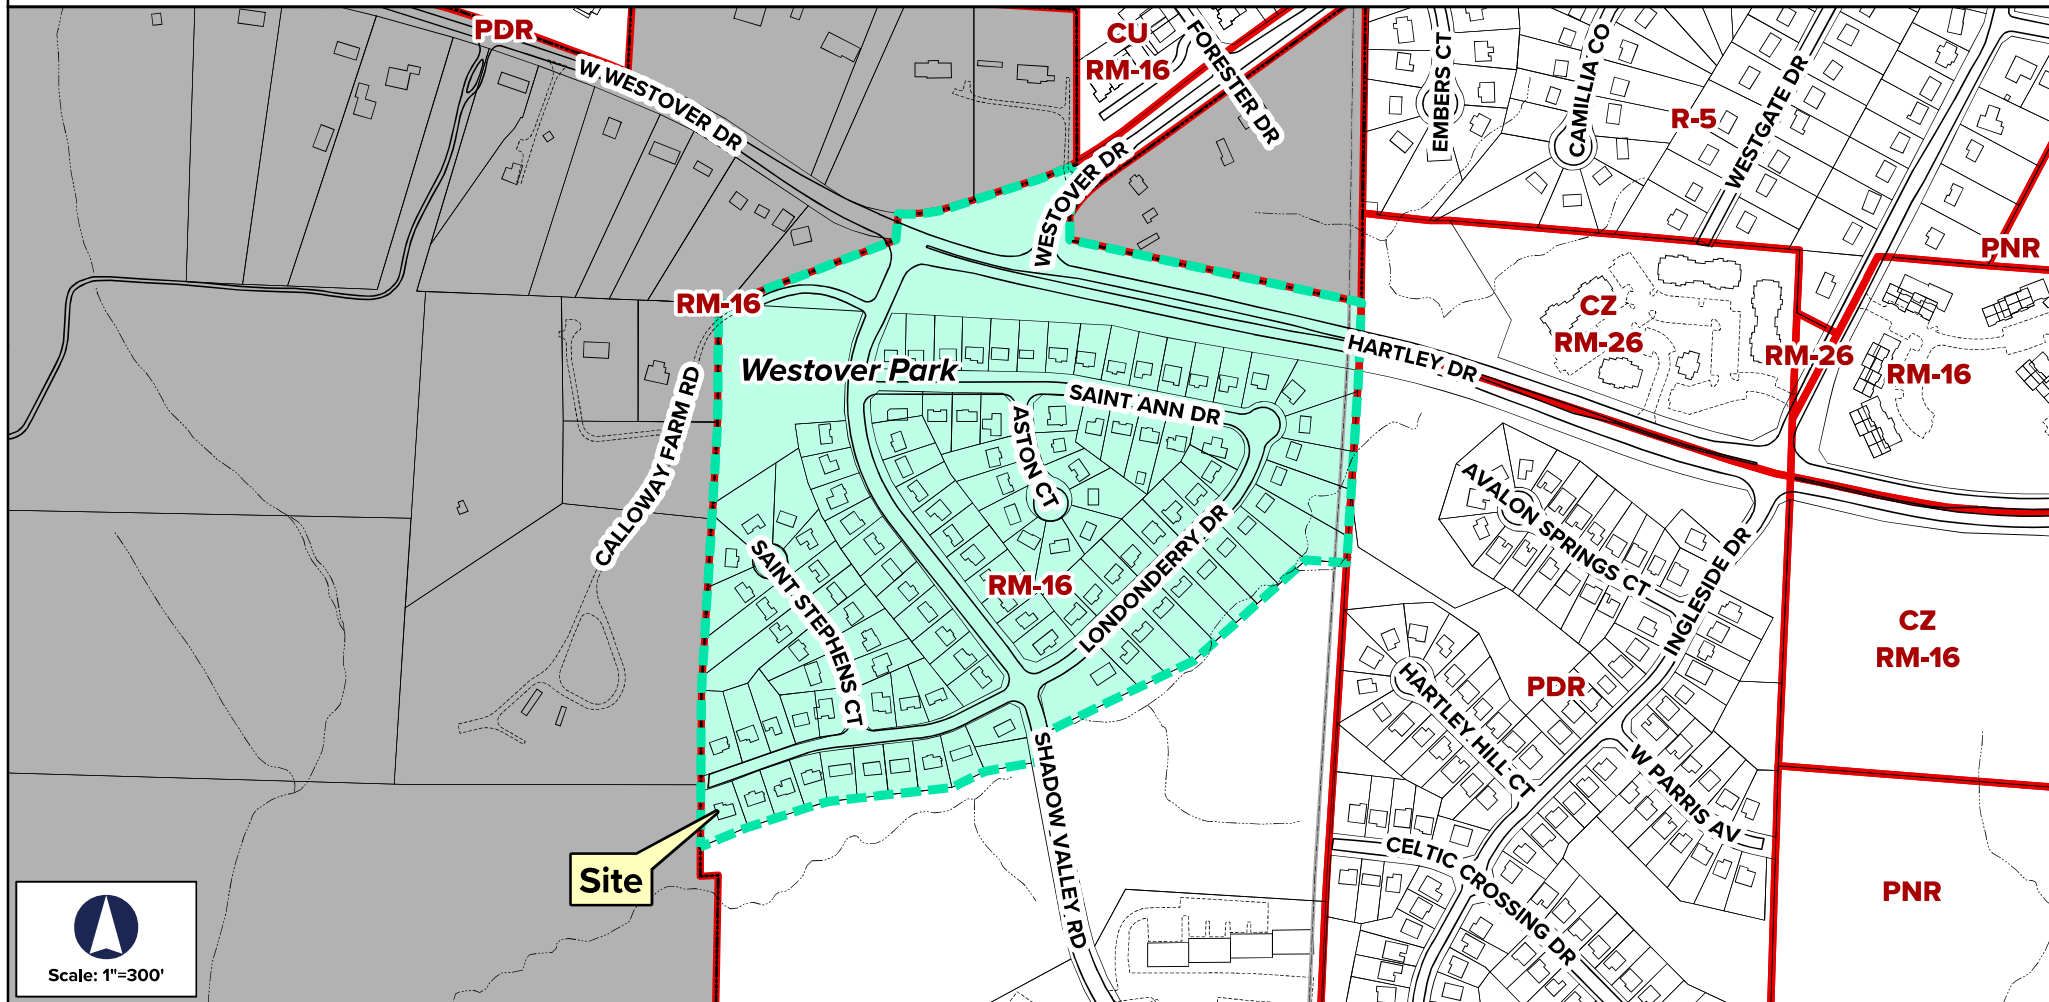 PDR
CU
RM-16
FORESTER DR
EMBERS CT
CAMILLIA CO
R-5
WESTGATE DR
W WESTOVER DR
WESTOVER DR
PNR
RM-16
CZ
RM-26
RM-26
RM-16
HARTLEY DR
Westover Park
SAINT ANN DR
ASTON CT
CALLOWAY FARM RD
AVALON SPRINGS CT
SAINT STEPHENS CT
RM-16
LONDONDERRY DR
INGLESIDE DR
CZ
RM-16
PDR
HARTLEY HILL CT
W PARRIS AV
SHADOW VALLEY RD
CELTIC CROSSING DR
Site
PNR
Scale: 1"=300'